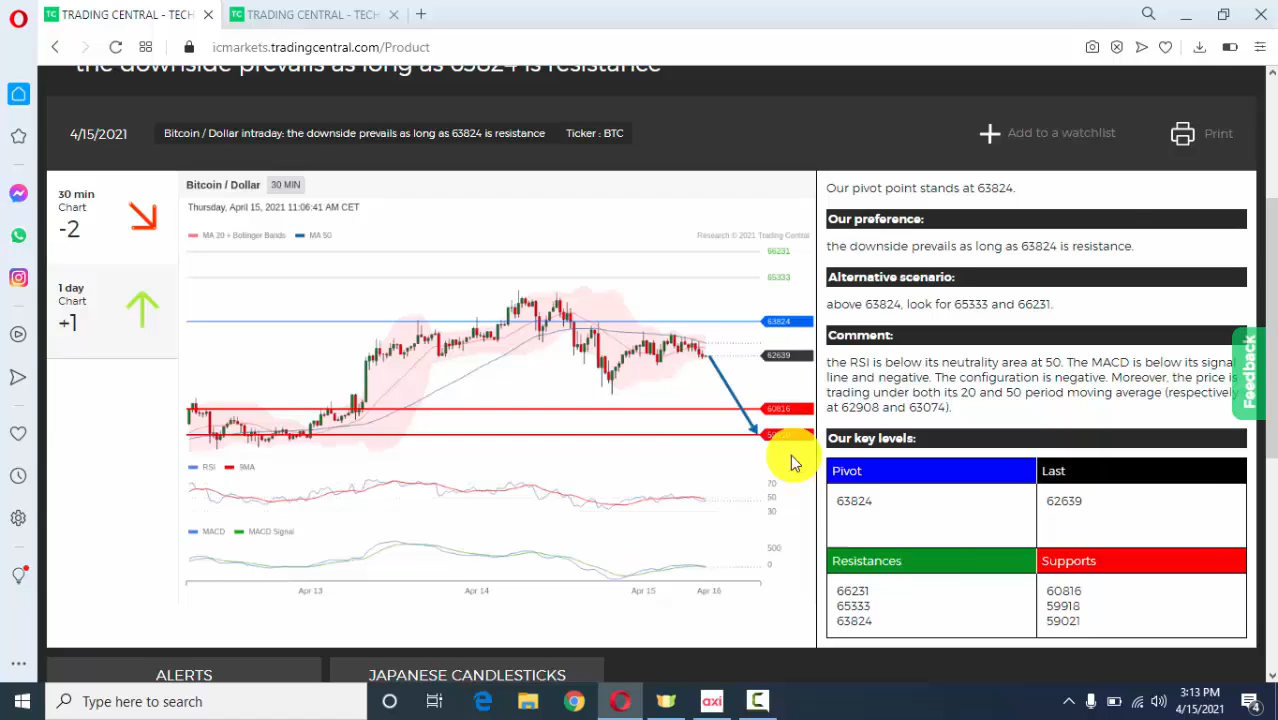 TRADING CENTRAL - TECH
TRADING CENTRAL - TECH
icmarkets.tradingcentral.com/Product
the downside prevails as long as 63824 is resistance
4/15/2021
Bitcoin / Dollar intraday: the downside prevails as long as 63824 is resistance
Ticker : BTC
Add to a watchlist
Print
30 min
Chart
-2
1 day
Chart
+1
Bitcoin / Dollar 30 MIN
Thursday, April 15, 2021 11:06:41 AM CET
MA 20 + Bollinger Bands
MA 50
Research © 2021 Trading Central
66231
65333
63824
62639
60816
RSI
9MA
70
50
30
MACD
MACD Signal
500
0
Apr 13
Apr 14
Apr 15
Apr 16
Our pivot point stands at 63824.
Our preference:
the downside prevails as long as 63824 is resistance.
Alternative scenario:
above 63824, look for 65333 and 66231.
Comment:
the RSI is below its neutrality area at 50. The MACD is below its signal
line and negative. The configuration is negative. Moreover, the price is
trading under both its 20 and 50 period moving average (respectively
at 62908 and 63074).
Our key levels:
Pivot
Last
63824
62639
Resistances
Supports
66231
60816
65333
59918
63824
59021
Feedback
ALERTS
JAPANESE CANDLESTICKS
Type here to search
axi
3:13 PM
4/15/2021
4